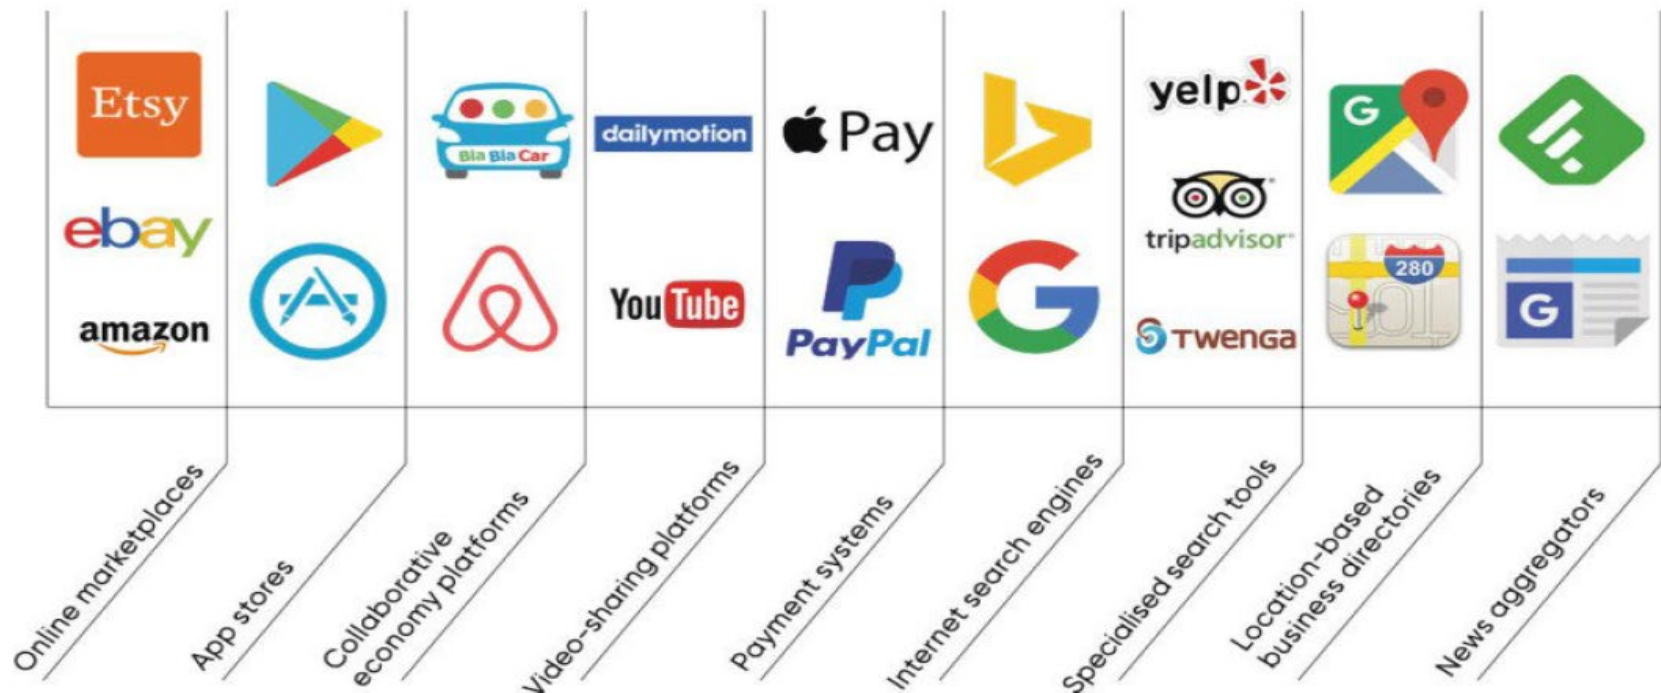 Etsy
ebay
amazon
Bla Bla Car
dailymotion
YouTube
Pay
PayPal
G
yelp
tripadvisor
TWENGA
G
280
G
Online marketplaces
App stores
Collaborative
economy platforms
Video-sharing platforms
Payment systems
Internet search engines
Specialised search tools
Location-based
business directories
News aggregators